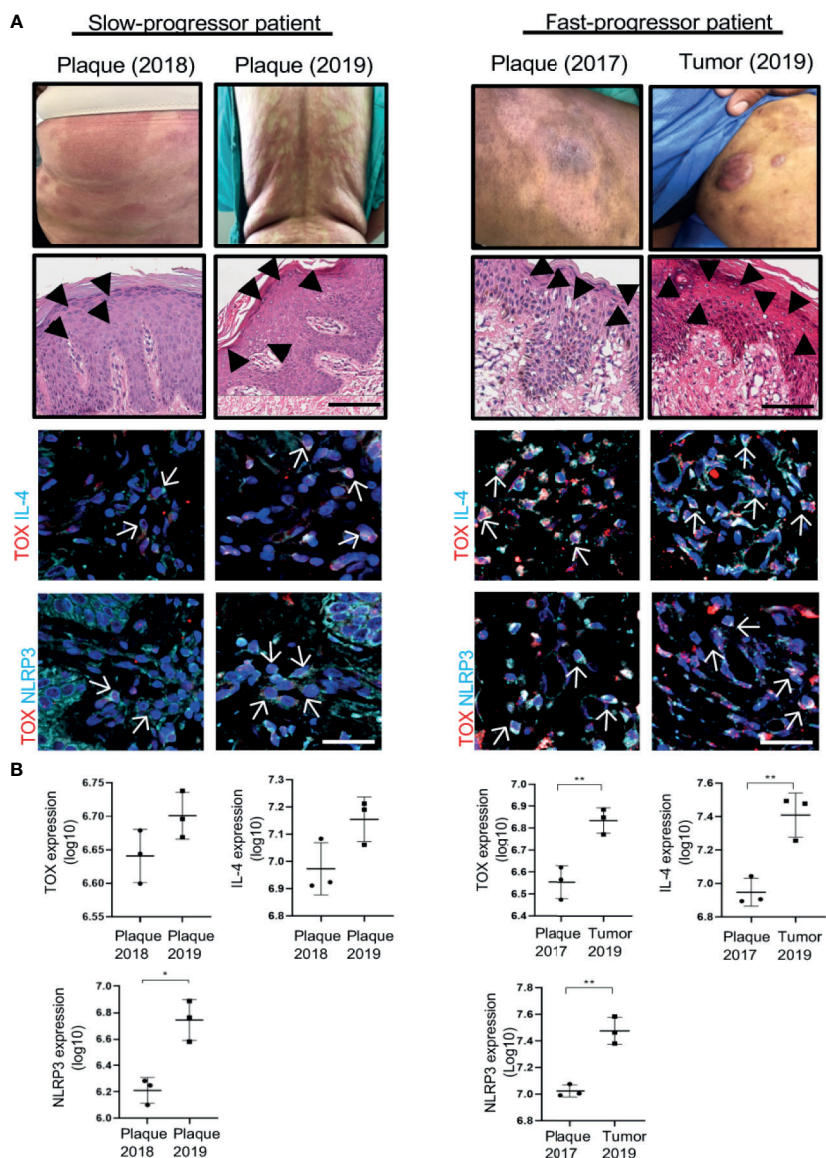 A
Slow-progressor patient
Fast-progressor patient
Plaque (2018)
Plaque (2019)
Plaque (2017)
Tumor (2019)
TOX IL-4
TOX IL-4
TOX NLRP3
TOX NLRP3
B
TOX expression
(log10)
6.75
6.70
6.65
6.60
6.55
Plaque
2018
Plaque
2019
IL-4 expression
(log10)
7.3
7.2
7.1
7.0
6.9
6.8
Plaque
2018
Plaque
2019
TOX expression
(log10)
7.0
6.9
6.8
6.7
6.6
6.5
6.4
**
Plaque
2017
Tumor
2019
IL-4 expression
(log10)
7.6
7.4
7.2
7.0
6.8
**
Plaque
2017
Tumor
2019
NLRP3 expression
(log10)
7.0
6.8
6.6
6.4
6.2
6.0
*
Plaque
2018
Plaque
2019
NLRP3 expression
(Log10)
7.8
7.6
7.4
7.2
7.0
6.8
**
Plaque
2017
Tumor
2019